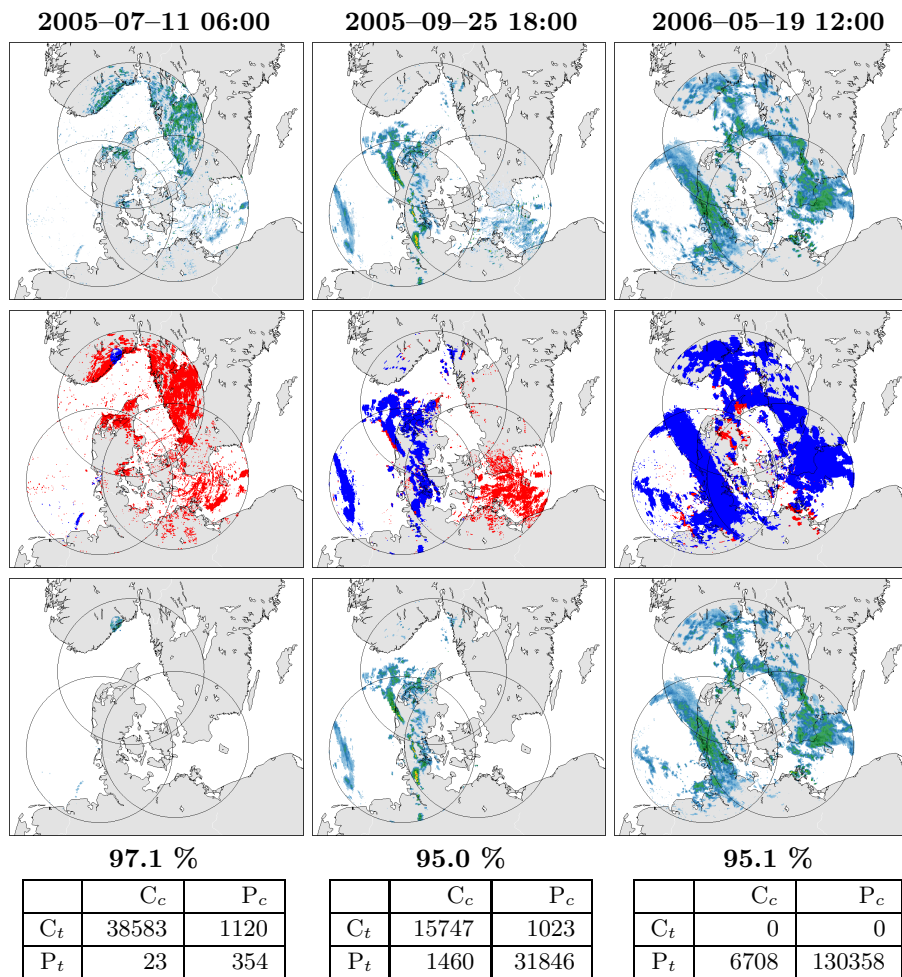 2005–07–11 06:00 2005–09–25 18:00 2006–05–19 12:00
97.1 % 95.0 % 95.1 %
C_c P_c C_c P_c C_c P_c
C_t 38583 1120 C_t 15747 1023 C_t 0 0
P_t 23 354 P_t 1460 31846 P_t 6708 130358